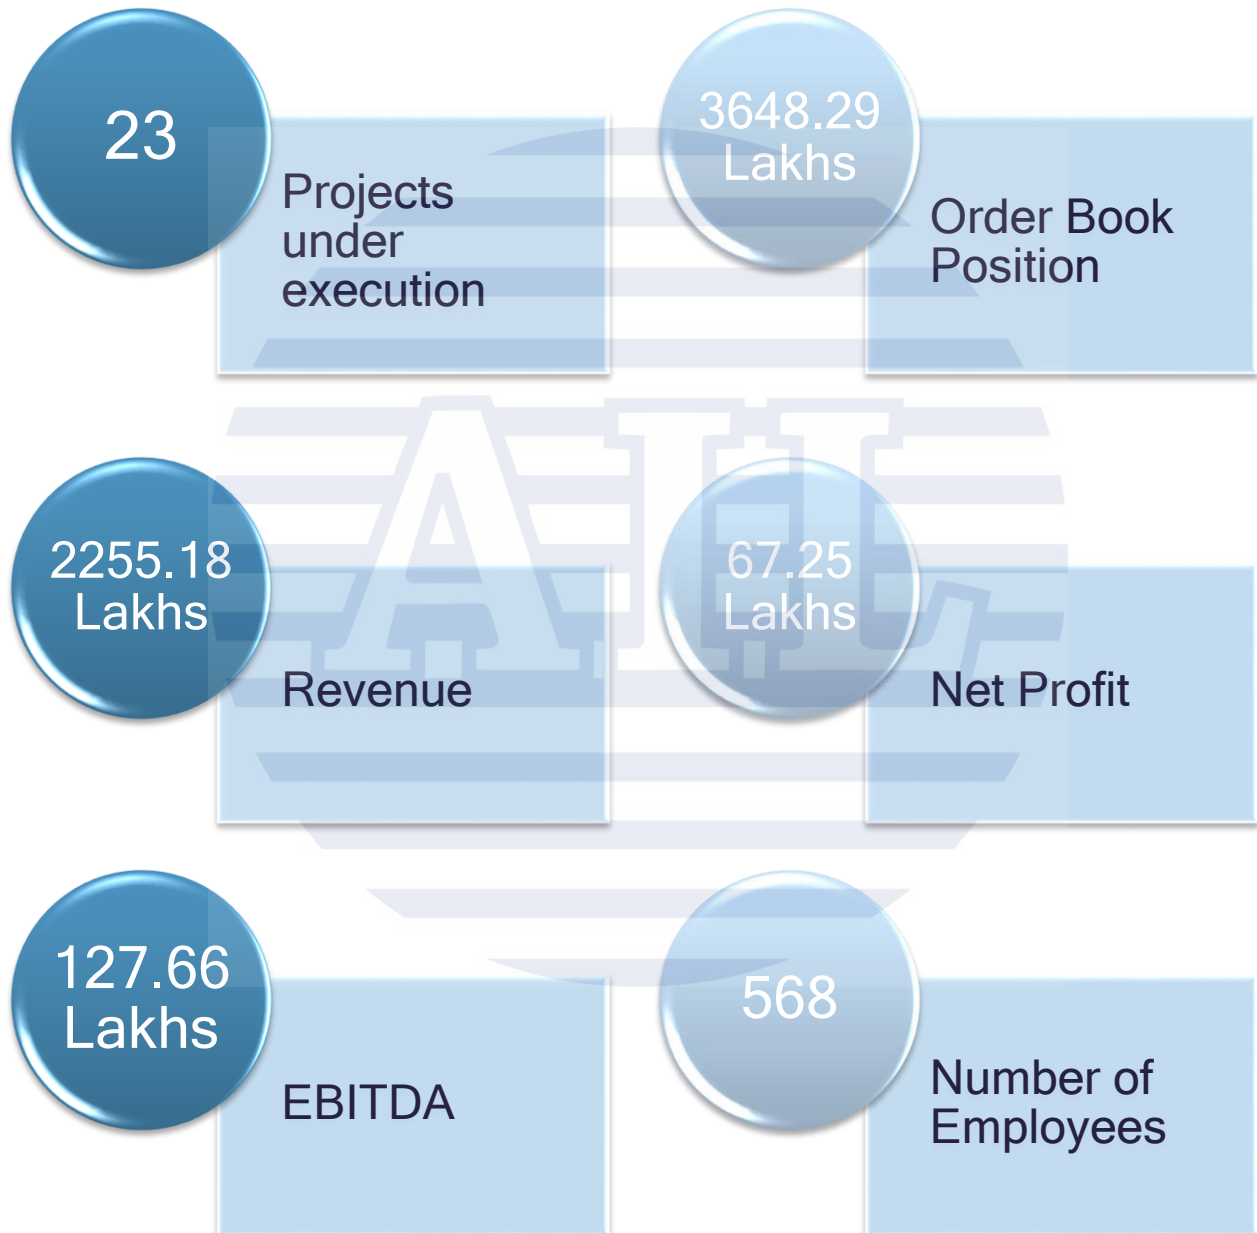 23
Projects
under
execution
3648.29
Lakhs
Order Book
Position
2255.18
Lakhs
Revenue
67.25
Lakhs
Net Profit
127.66
Lakhs
EBITDA
568
Number of
Employees
AIIL